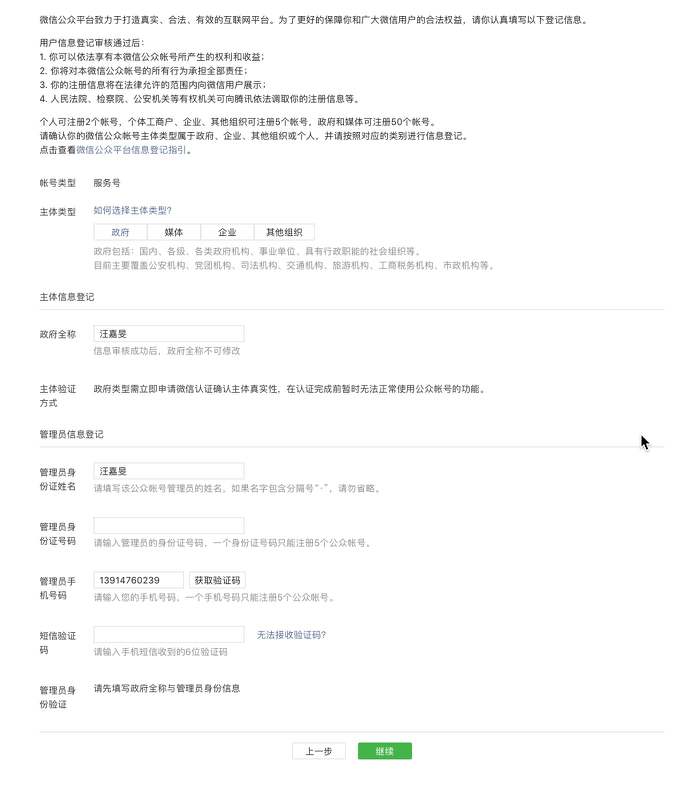 微信公众平台致力于打造真实、合法、有效的互联网平台。为了更好的保障你和广大微信用户的合法权益，请你认真填写以下登记信息。
用户信息登记审核通过后：
1. 你可以依法享有本微信公众帐号所产生的权利和收益；
2. 你将对本微信公众帐号的所有行为承担全部责任；
3. 你的注册信息将在法律允许的范围内向微信用户展示；
4. 人民法院、检察院、公安机关等有权机关可向腾讯依法调取你的注册信息等。
个人可注册2个帐号，个体工商户、企业、其他组织可注册5个帐号，政府和媒体可注册50个帐号。
请确认你的微信公众帐号主体类型属于政府、企业、其他组织或个人，并请按照对应的类别进行信息登记。
点击查看微信公众平台信息登记指引。
帐号类型 服务号
主体类型 如何选择主体类型?
政府 媒体 企业 其他组织
政府包括：国内、各级、各类政府机构、事业单位、具有行政职能的社会组织等。
目前主要覆盖公安机构、党团机构、司法机构、交通机构、旅游机构、工商税务机构、市政机构等。
主体信息登记
政府全称 汪嘉旻
信息审核成功后，政府全称不可修改
主体验证 政府类型需立即申请微信认证确认主体真实性，在认证完成前暂时无法正常使用公众帐号的功能。
方式
管理员信息登记
管理员身 汪嘉旻
份证姓名 请填写该公众帐号管理员的姓名，如果名字包含分隔号“·”，请勿省略。
管理员身
份证号码 请输入管理员的身份证号码，一个身份证号码只能注册5个公众帐号。
管理员手 13914760239 获取验证码
机号码 请输入您的手机号码，一个手机号码只能注册5个公众帐号。
短信验证 无法接收验证码?
码 请输入手机短信收到的6位验证码
管理员身 请先填写政府全称与管理员身份信息
份验证
上一步 继续